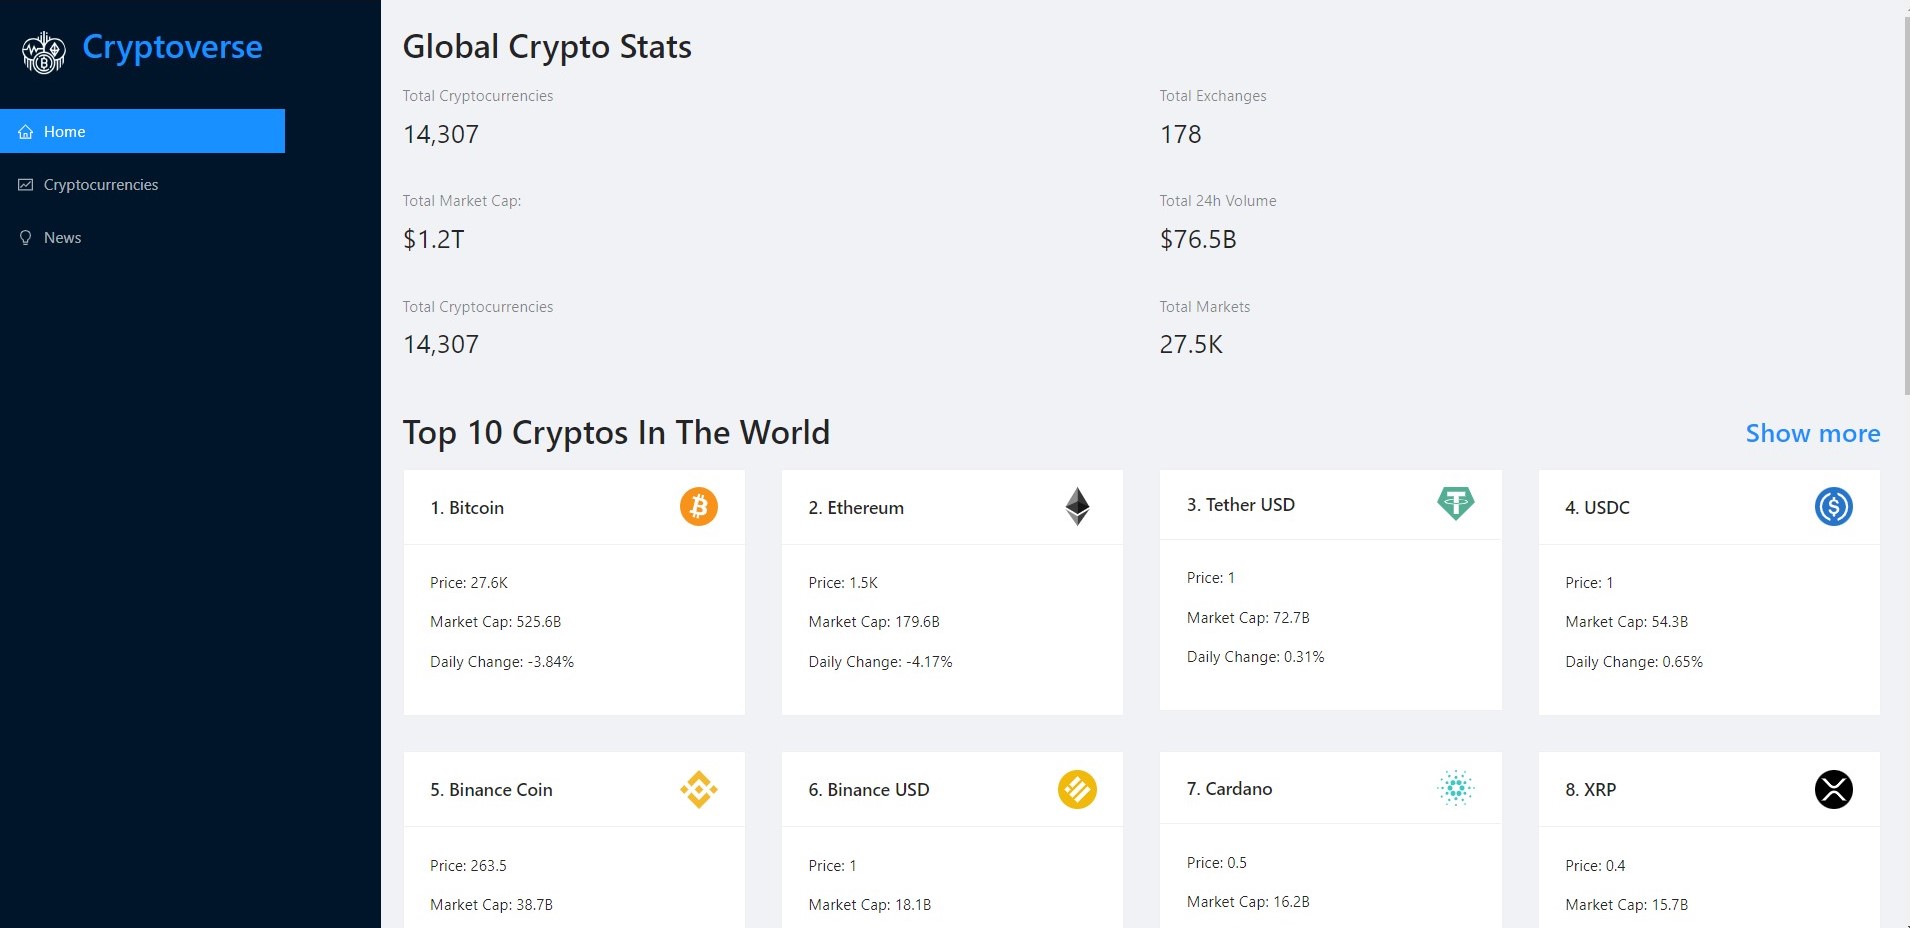 Cryptoverse
Home
Cryptocurrencies
News
Global Crypto Stats
Total Cryptocurrencies
14,307
Total Exchanges
178
Total Market Cap:
$1.2T
Total 24h Volume
$76.5B
Total Cryptocurrencies
14,307
Total Markets
27.5K
Top 10 Cryptos In The World
Show more
1. Bitcoin
Price: 27.6K
Market Cap: 525.6B
Daily Change: -3.84%
2. Ethereum
Price: 1.5K
Market Cap: 179.6B
Daily Change: -4.17%
3. Tether USD
Price: 1
Market Cap: 72.7B
Daily Change: 0.31%
4. USDC
Price: 1
Market Cap: 54.3B
Daily Change: 0.65%
5. Binance Coin
Price: 263.5
Market Cap: 38.7B
6. Binance USD
Price: 1
Market Cap: 18.1B
7. Cardano
Price: 0.5
Market Cap: 16.2B
8. XRP
Price: 0.4
Market Cap: 15.7B